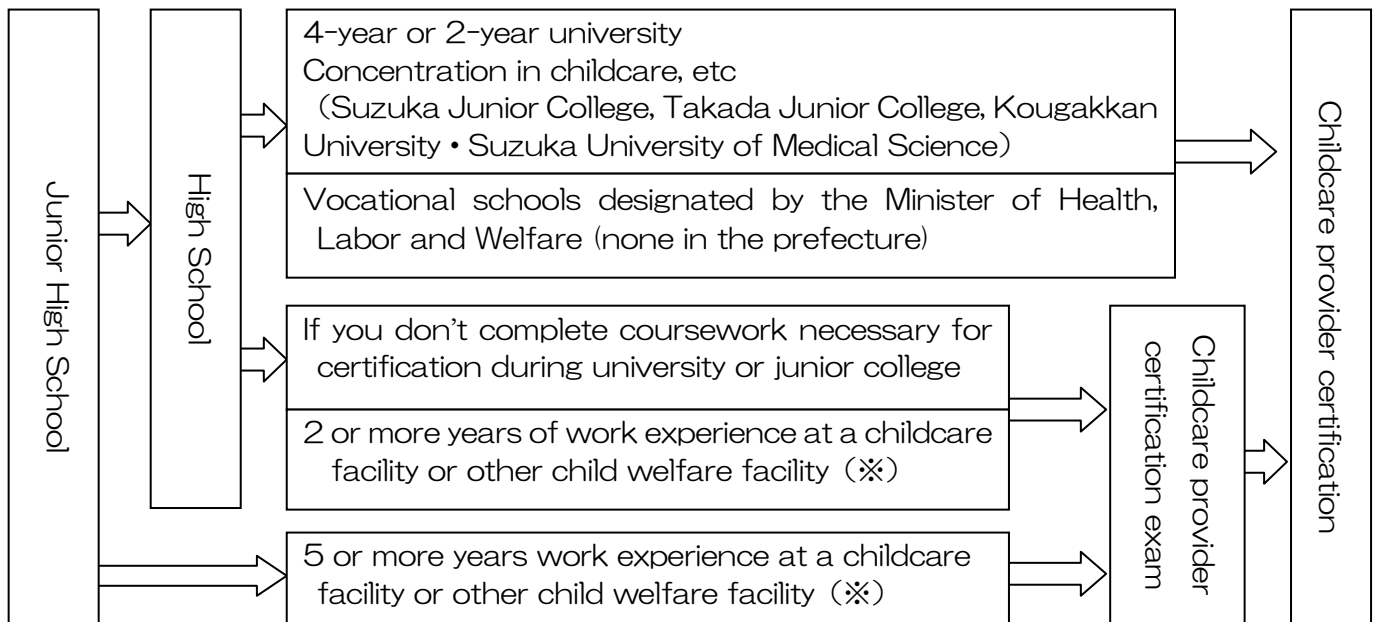 Junior High School
High School
4-year or 2-year university
Concentration in childcare, etc
（Suzuka Junior College, Takada Junior College, Kougakkan
University・Suzuka University of Medical Science）
Vocational schools designated by the Minister of Health,
Labor and Welfare (none in the prefecture)
If you don't complete coursework necessary for
certification during university or junior college
2 or more years of work experience at a childcare
facility or other child welfare facility（※）
5 or more years work experience at a childcare
facility or other child welfare facility（※）
Childcare provider
certification exam
Childcare provider certification